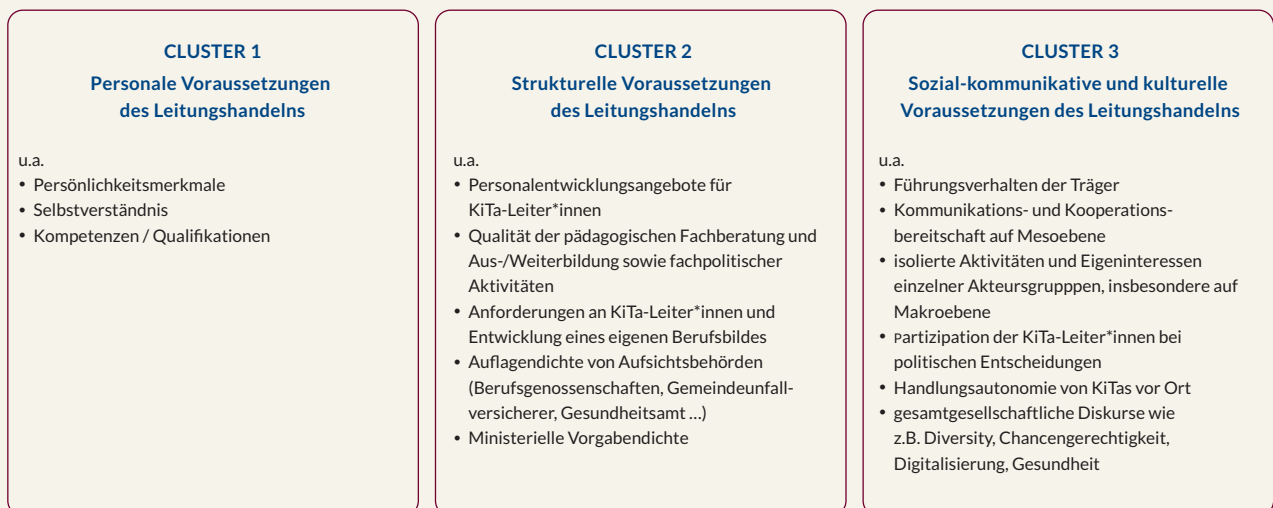 CLUSTER 1
Personale Voraussetzungen
des Leitungshandelns
u.a.
• Persönlichkeitsmerkmale
• Selbstverständnis
• Kompetenzen / Qualifikationen
CLUSTER 2
Strukturelle Voraussetzungen
des Leitungshandelns
u.a.
• Personalentwicklungsangebote für
KiTa-Leiter*innen
• Qualität der pädagogischen Fachberatung und
Aus-/Weiterbildung sowie fachpolitischer
Aktivitäten
• Anforderungen an KiTa-Leiter*innen und
Entwicklung eines eigenen Berufsbildes
• Auflagendichte von Aufsichtsbehörden
(Berufsgenossenschaften, Gemeindeunfall-
versicherer, Gesundheitsamt ...)
• Ministerielle Vorgabendichte
CLUSTER 3
Sozial-kommunikative und kulturelle
Voraussetzungen des Leitungshandelns
u.a.
• Führungsverhalten der Träger
• Kommunikations- und Kooperations-
bereitschaft auf Mesoebene
• isolierte Aktivitäten und Eigeninteressen
einzelner Akteursgrupppen, insbesondere auf
Makroebene
• Partizipation der KiTa-Leiter*innen bei
politischen Entscheidungen
• Handlungsautonomie von KiTas vor Ort
• gesamtgesellschaftliche Diskurse wie
z.B. Diversity, Chancengerechtigkeit,
Digitalisierung, Gesundheit